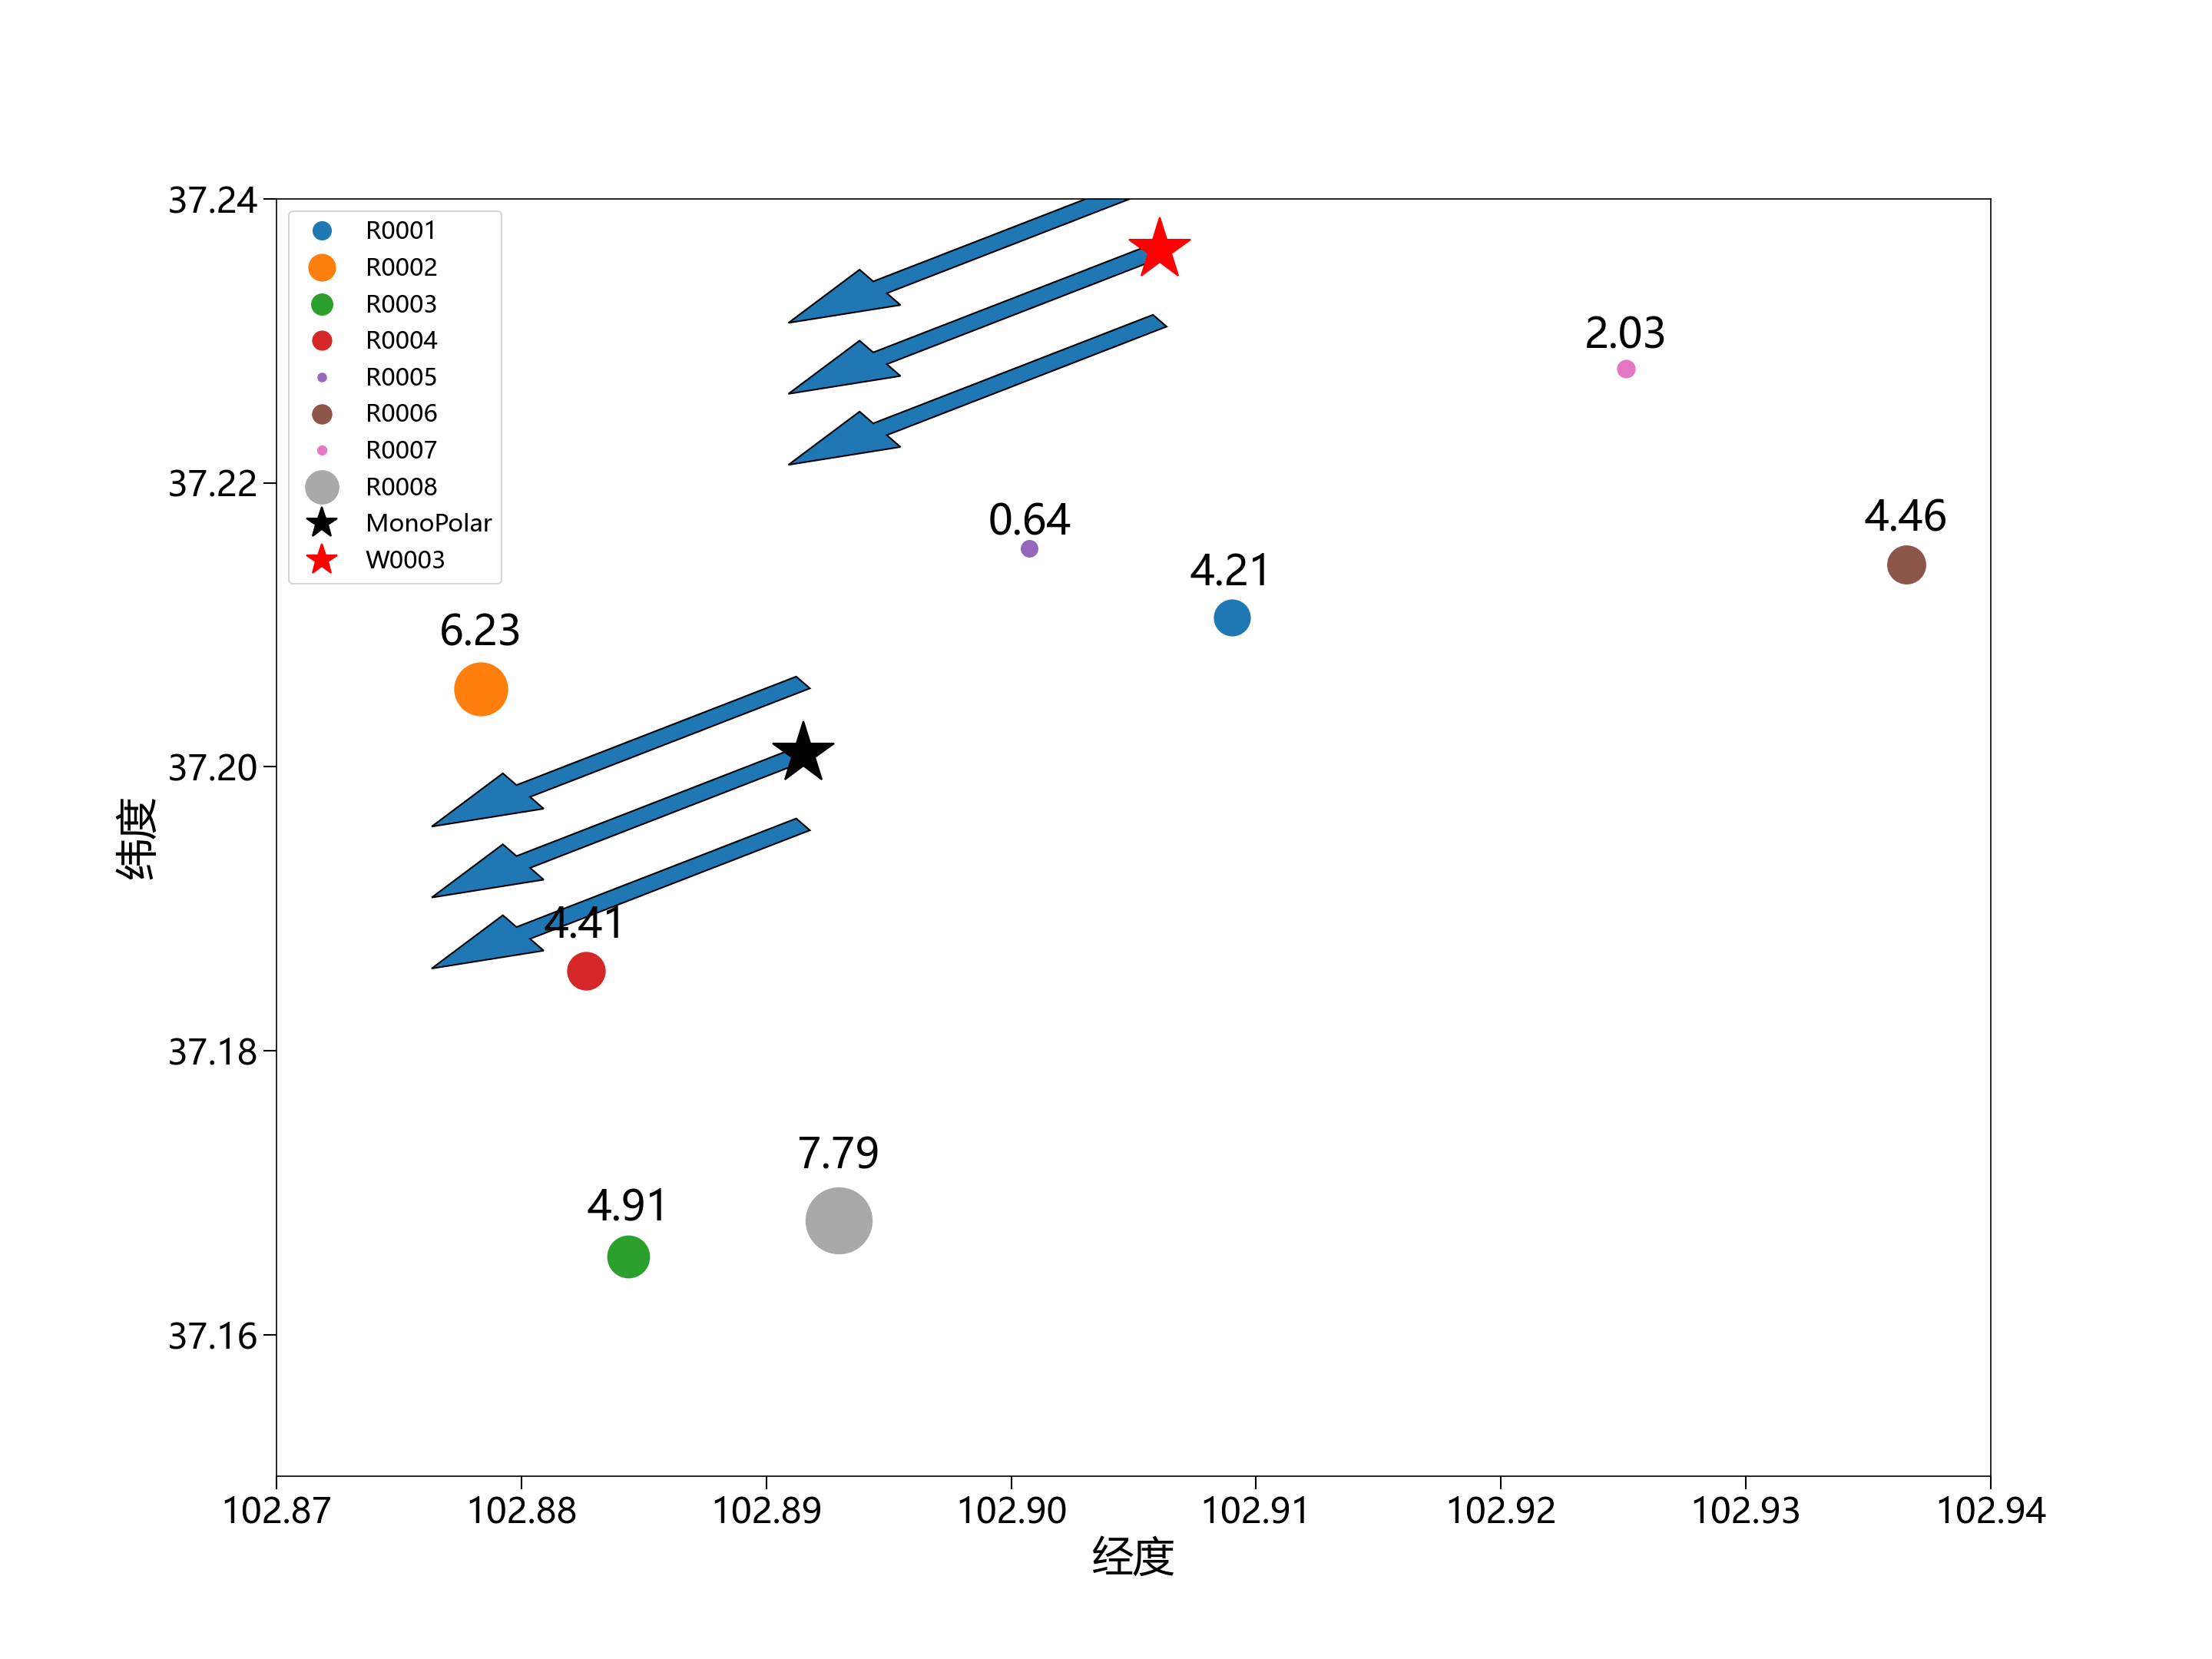 37.24
37.22
37.20
37.18
37.16
纬度
R0001
R0002
R0003
R0004
R0005
R0006
R0007
R0008
MonoPolar
W0003
2.03
0.64
4.46
4.21
6.23
4.41
7.79
4.91
102.87 102.88 102.89 102.90 102.91 102.92 102.93 102.94
经度